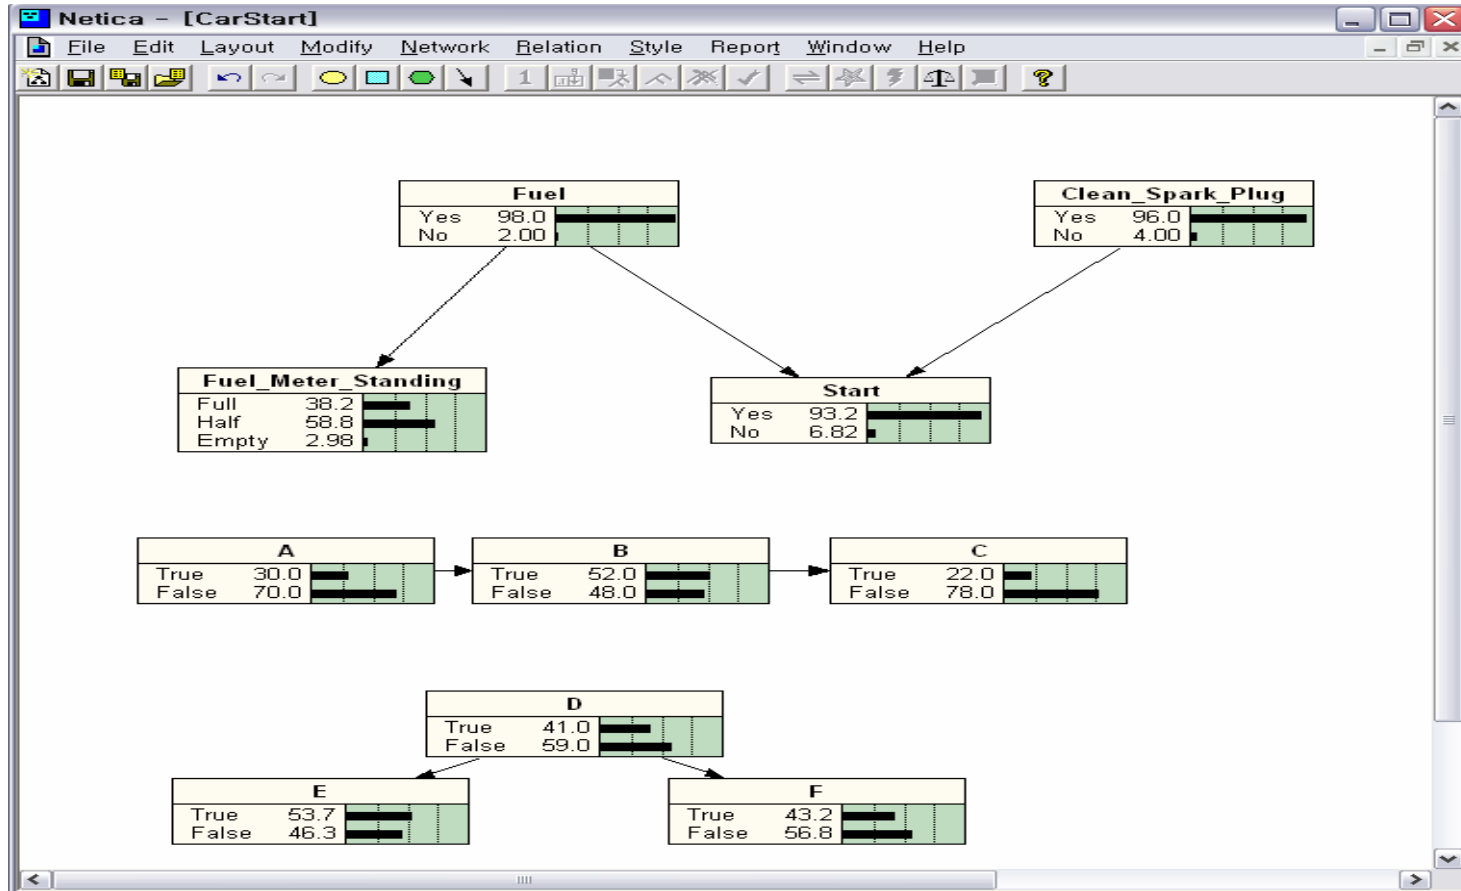 Netica - [CarStart]
File Edit Layout Modify Network Relation Style Report Window Help
1 ?
Fuel
Yes 98.0
No 2.00
Clean_Spark_Plug
Yes 96.0
No 4.00
Fuel_Meter_Standing
Full 38.2
Half 58.8
Empty 2.98
Start
Yes 93.2
No 6.82
A
True 30.0
False 70.0
B
True 52.0
False 48.0
C
True 22.0
False 78.0
D
True 41.0
False 59.0
E
True 53.7
False 46.3
F
True 43.2
False 56.8